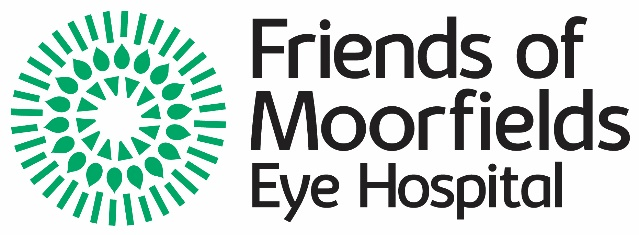 Friends of
Moorfields
Eye Hospital